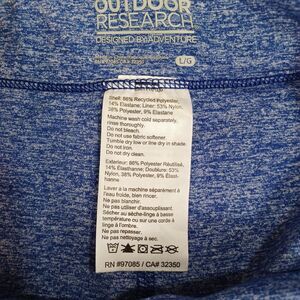 OUTDOOR
RESEARCH
DESIGNED BY ADVENTURE
L/G
Shell: 86% Recycled Polyester,
14% Elastane; Liner: 53% Nylon,
38% Polyester, 9% Elastane
Machine wash cold separately,
rinse thoroughly
Do not bleach.
Do not use fabric softener.
Tumble dry low or line dry in shade
Do not iron.
Do not dry clean.
Extérieur: 86% Polyester Réutilisé,
14% Elasthanne; Doublure: 53%
Nylon, 38% Polyester, 9% Elast-
hanne
Laver à la machine séparément à
l'eau froide, bien rincer.
Ne pas blanchir.
Ne pas utiliser d'assouplissant.
Sécher au sèche-linge à basse
température ou sur une corde à
linge à l'ombre.
Ne pas repasser.
Ne pas nettoyage à sec.
RN #97085 / CA# 32350